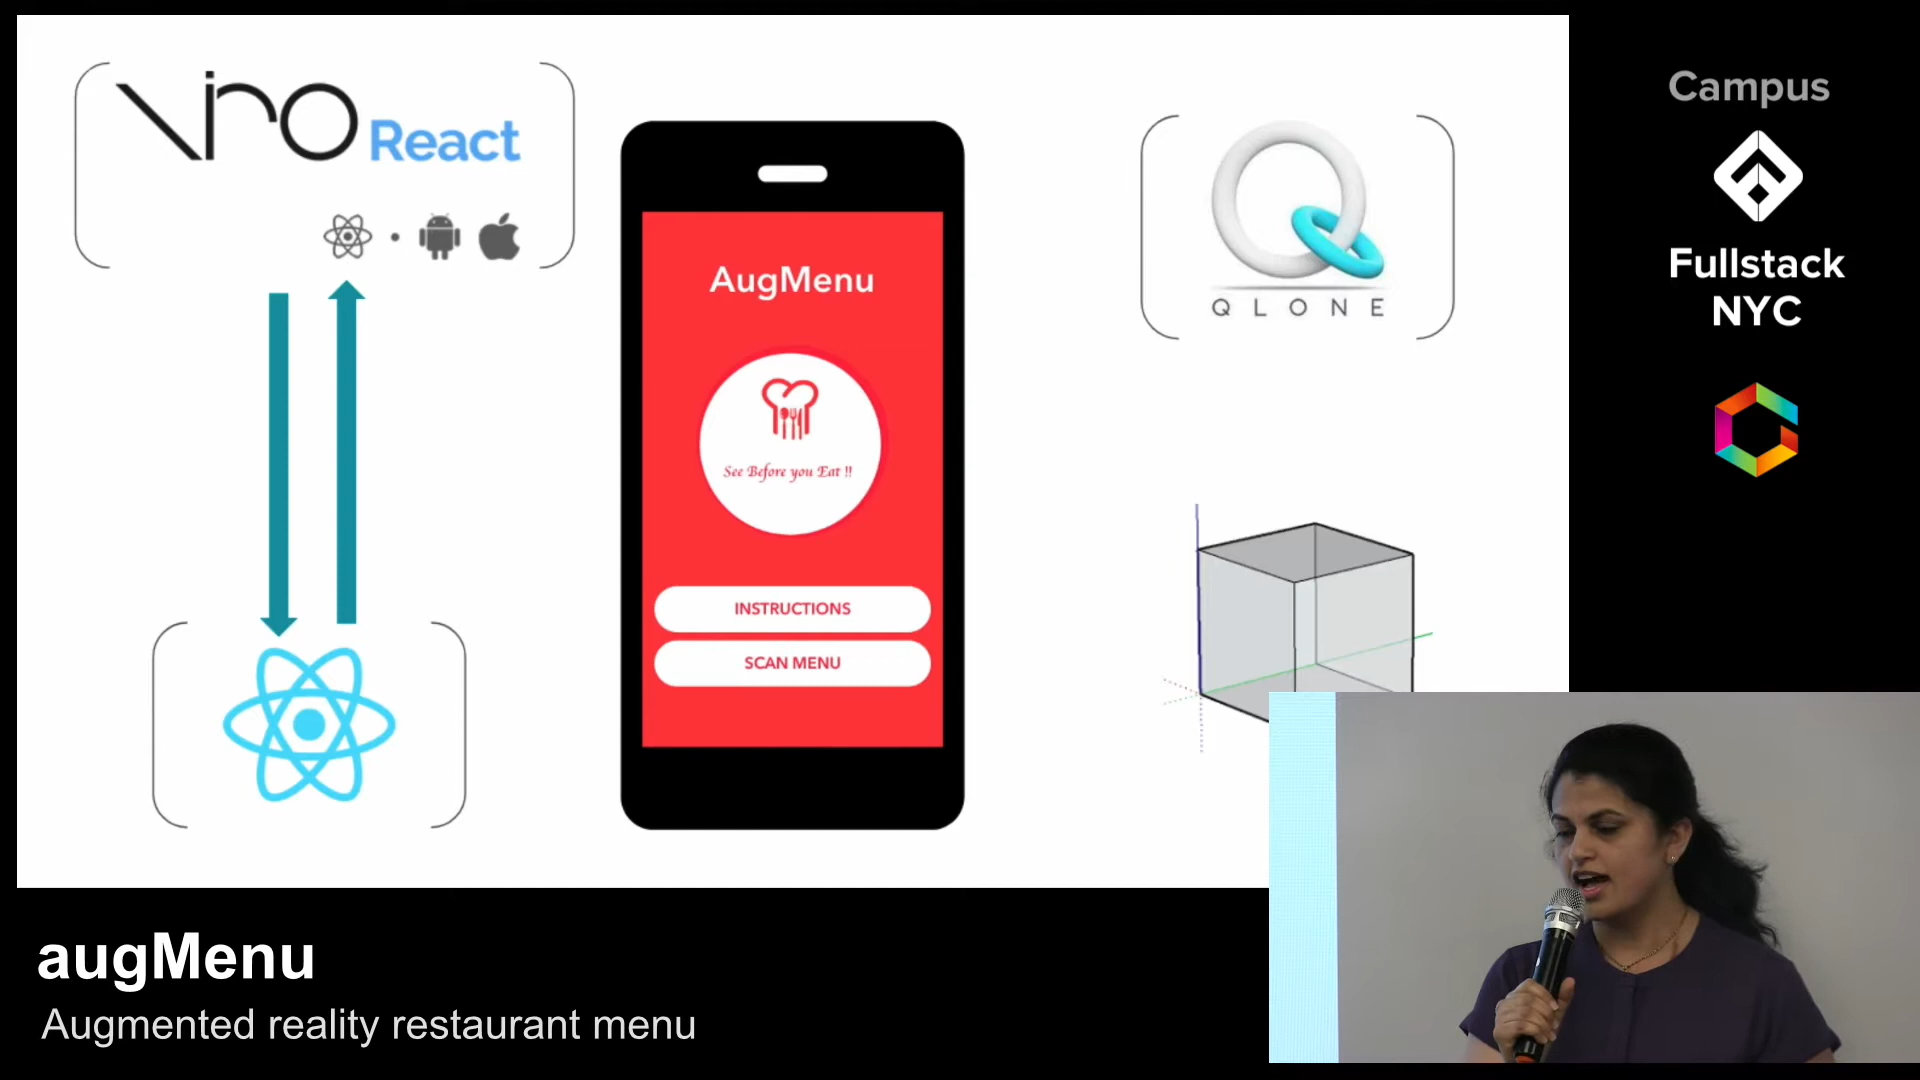 Viro React
AugMenu
See Before you Eat !!
INSTRUCTIONS
SCAN MENU
QLONE
Campus
Fullstack
NYC
augMenu
Augmented reality restaurant menu